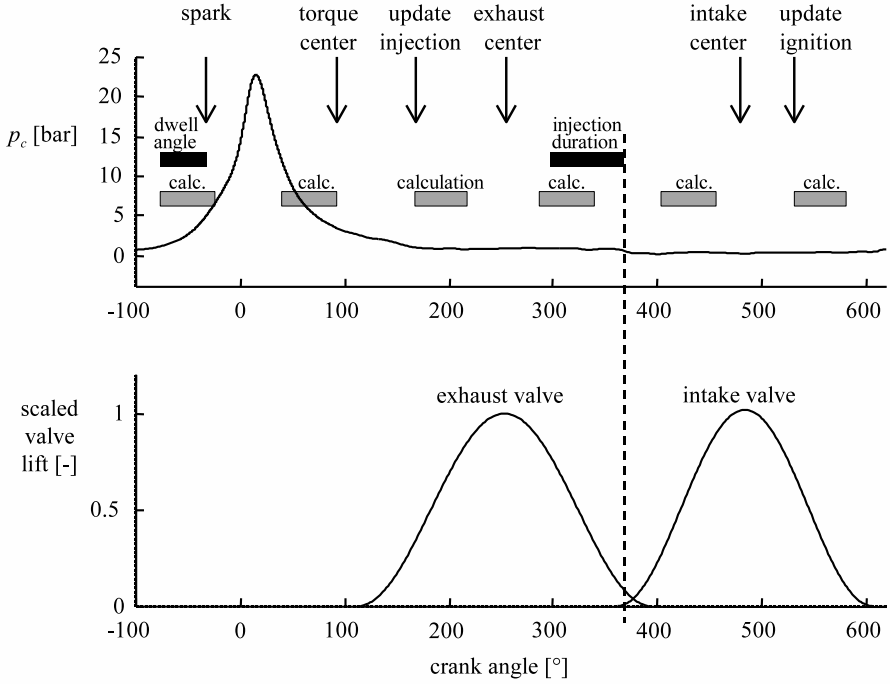 spark
torque center
update injection
exhaust center
intake center
update ignition
25
20
15
10
5
0
p_c [bar]
dwell angle
injection duration
calc.
calc.
calculation
calc.
calc.
calc.
-100
0
100
200
300
400
500
600
scaled
valve
lift [-]
1
0.5
0
exhaust valve
intake valve
-100
0
100
200
300
400
500
600
crank angle [°]